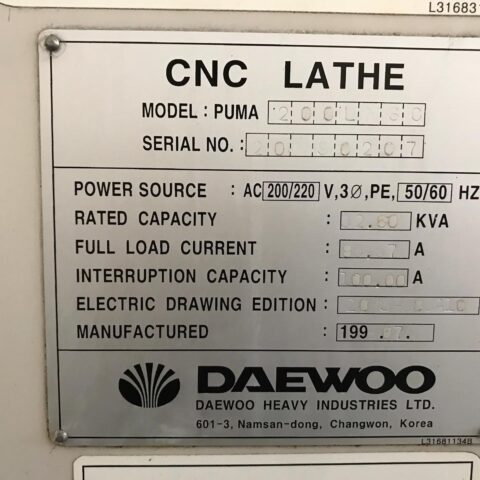 L31683
CNC LATHE
MODEL: PUMA
SERIAL NO.:
POWER SOURCE : AC 200/220 V,3Ø,PE, 50/60 HZ
RATED CAPACITY : KVA
FULL LOAD CURRENT : A
INTERRUPTION CAPACITY : 100.00 A
ELECTRIC DRAWING EDITION :
MANUFACTURED : 199
DAEWOO
DAEWOO HEAVY INDUSTRIES LTD.
601-3, Namsan-dong, Changwon, Korea
L31681134B